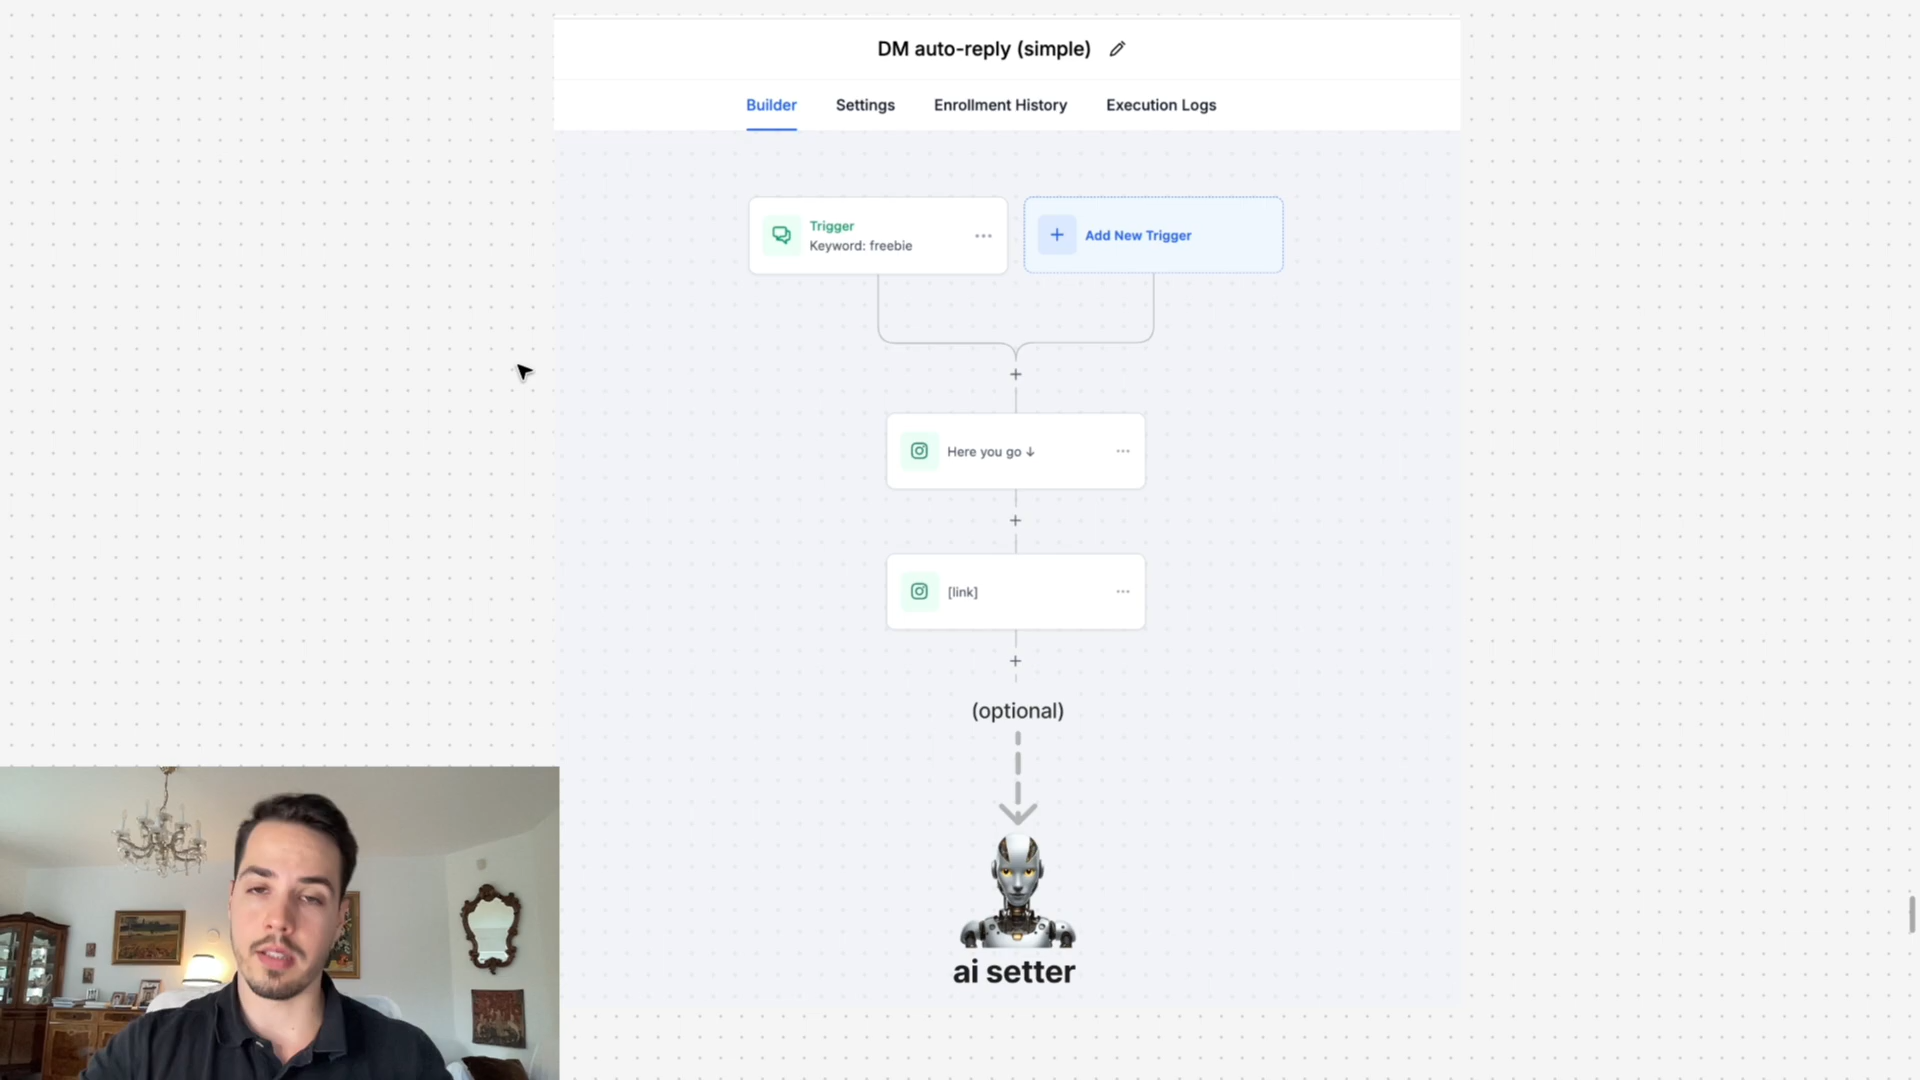 DM auto-reply (simple)
Builder Settings Enrollment History Execution Logs
Trigger
Keyword: freebie
Add New Trigger
Here you go ↓
[link]
(optional)
ai setter